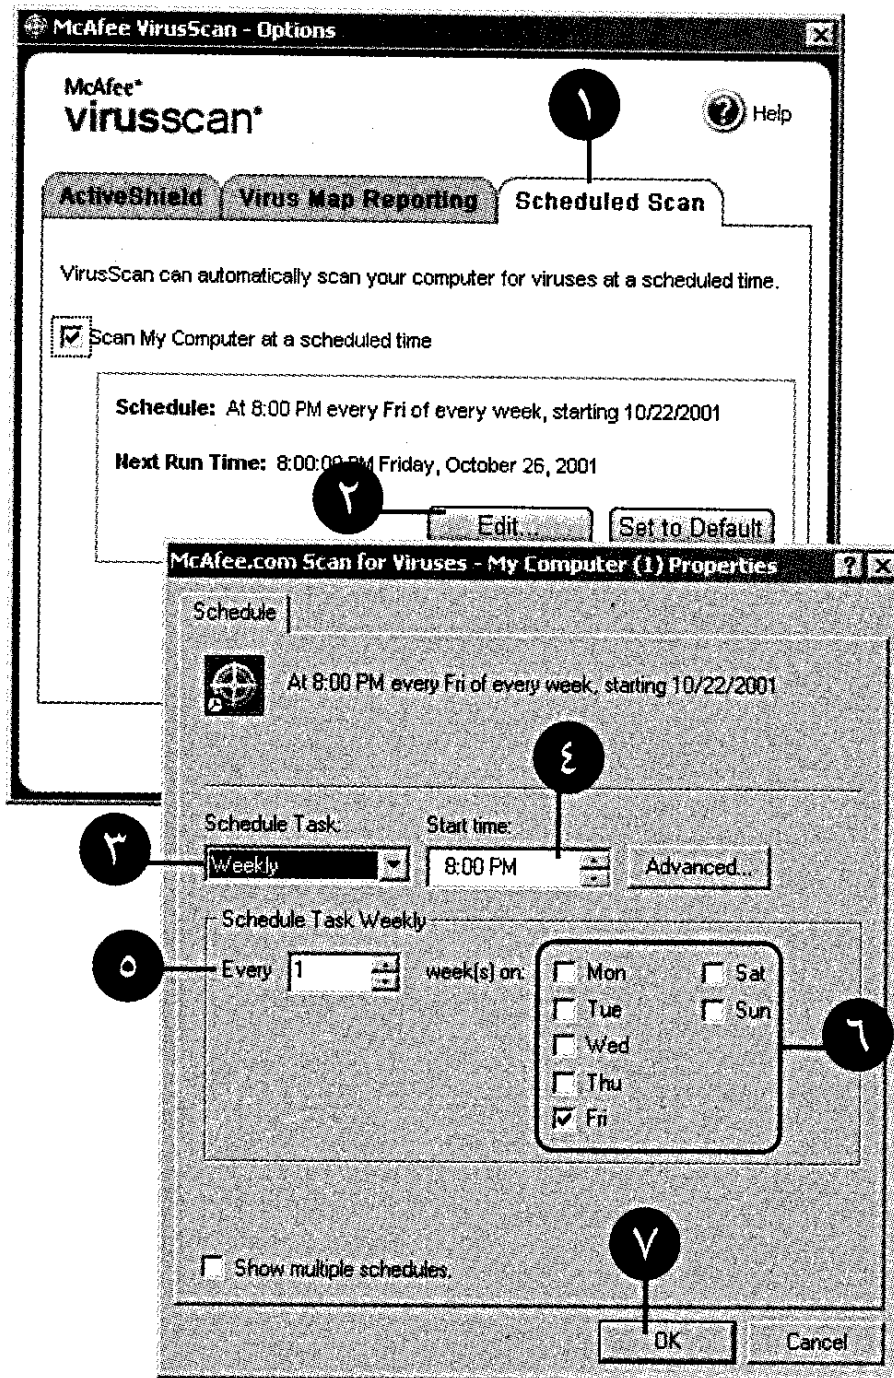 McAfee VirusScan - Options
McAfee*
virusscan*
١
Help
ActiveShield
Virus Map Reporting
Scheduled Scan
VirusScan can automatically scan your computer for viruses at a scheduled time.
Scan My Computer at a scheduled time
Schedule: At 8:00 PM every Fri of every week, starting 10/22/2001
Next Run Time: 8:00:00 PM Friday, October 26, 2001
٢
Edit...
Set to Default
McAfee.com Scan for Viruses - My Computer (1) Properties
Schedule
At 8:00 PM every Fri of every week, starting 10/22/2001
٤
Schedule Task:
Start time:
٣
Weekly
8:00 PM
Advanced...
Schedule Task Weekly
٥
Every 1 week(s) on:
Mon
Sat
Tue
Sun
Wed
٦
Thu
Fri
٧
Show multiple schedules.
OK
Cancel